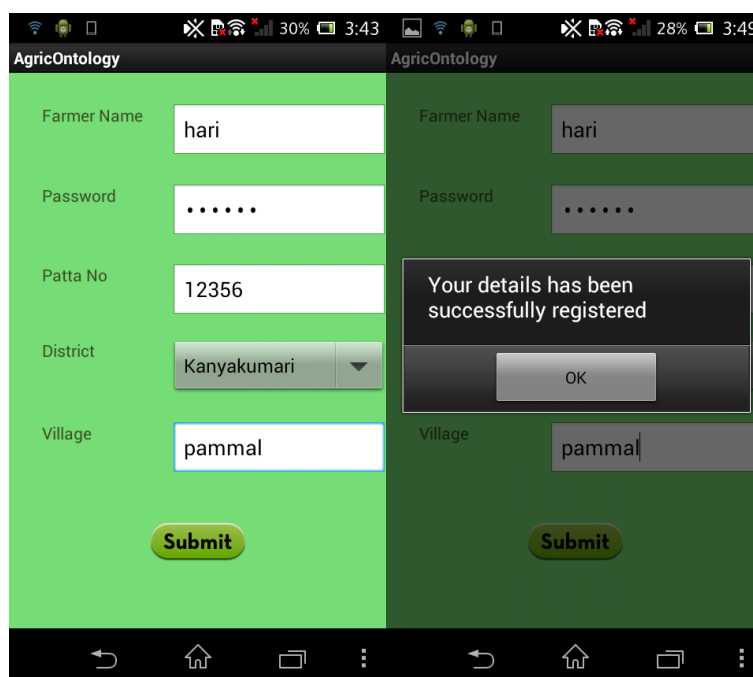 30% 3:43
AgricOntology
Farmer Name
hari
Password
••••••
Patta No
12356
District
Kanyakumari
Village
pammal
Submit
28% 3:49
AgricOntology
Farmer Name
hari
Password
•••••
Your details has been
successfully registered
OK
Village
pammal
Submit